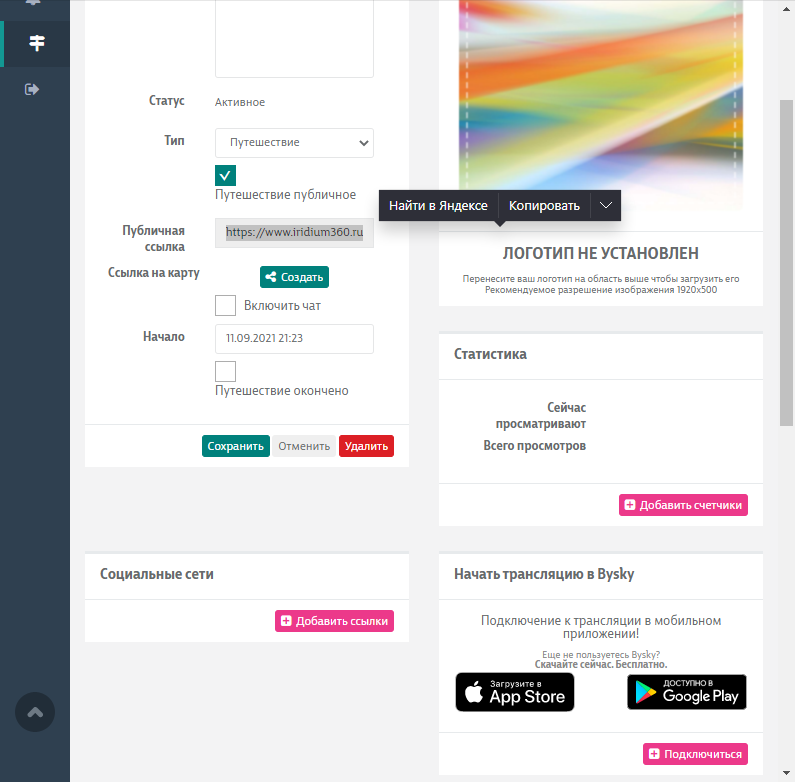 Статус
Активное
Тип
Путешествие
Путешествие публичное
Публичная
ссылка
https://www.iridium360.ru
Ссылка на карту
Создать
Включить чат
Начало
11.09.2021 21:23
Путешествие окончено
Сохранить
Отменить
Удалить
Найти в Яндексе
Копировать
ЛОГОТИП НЕ УСТАНОВЛЕН
Перенесите ваш логотип на область выше чтобы загрузить его
Рекомендуемое разрешение изображения 1920x500
Статистика
Сейчас
просматривают
Всего просмотров
Добавить счетчики
Социальные сети
Добавить ссылки
Начать трансляцию в Bysky
Подключение к трансляции в мобильном
приложении!
Еще не пользуетесь Bysky?
Скачайте сейчас. Бесплатно.
Загрузите в
App Store
ДОСТУПНО В
Google Play
Подключиться